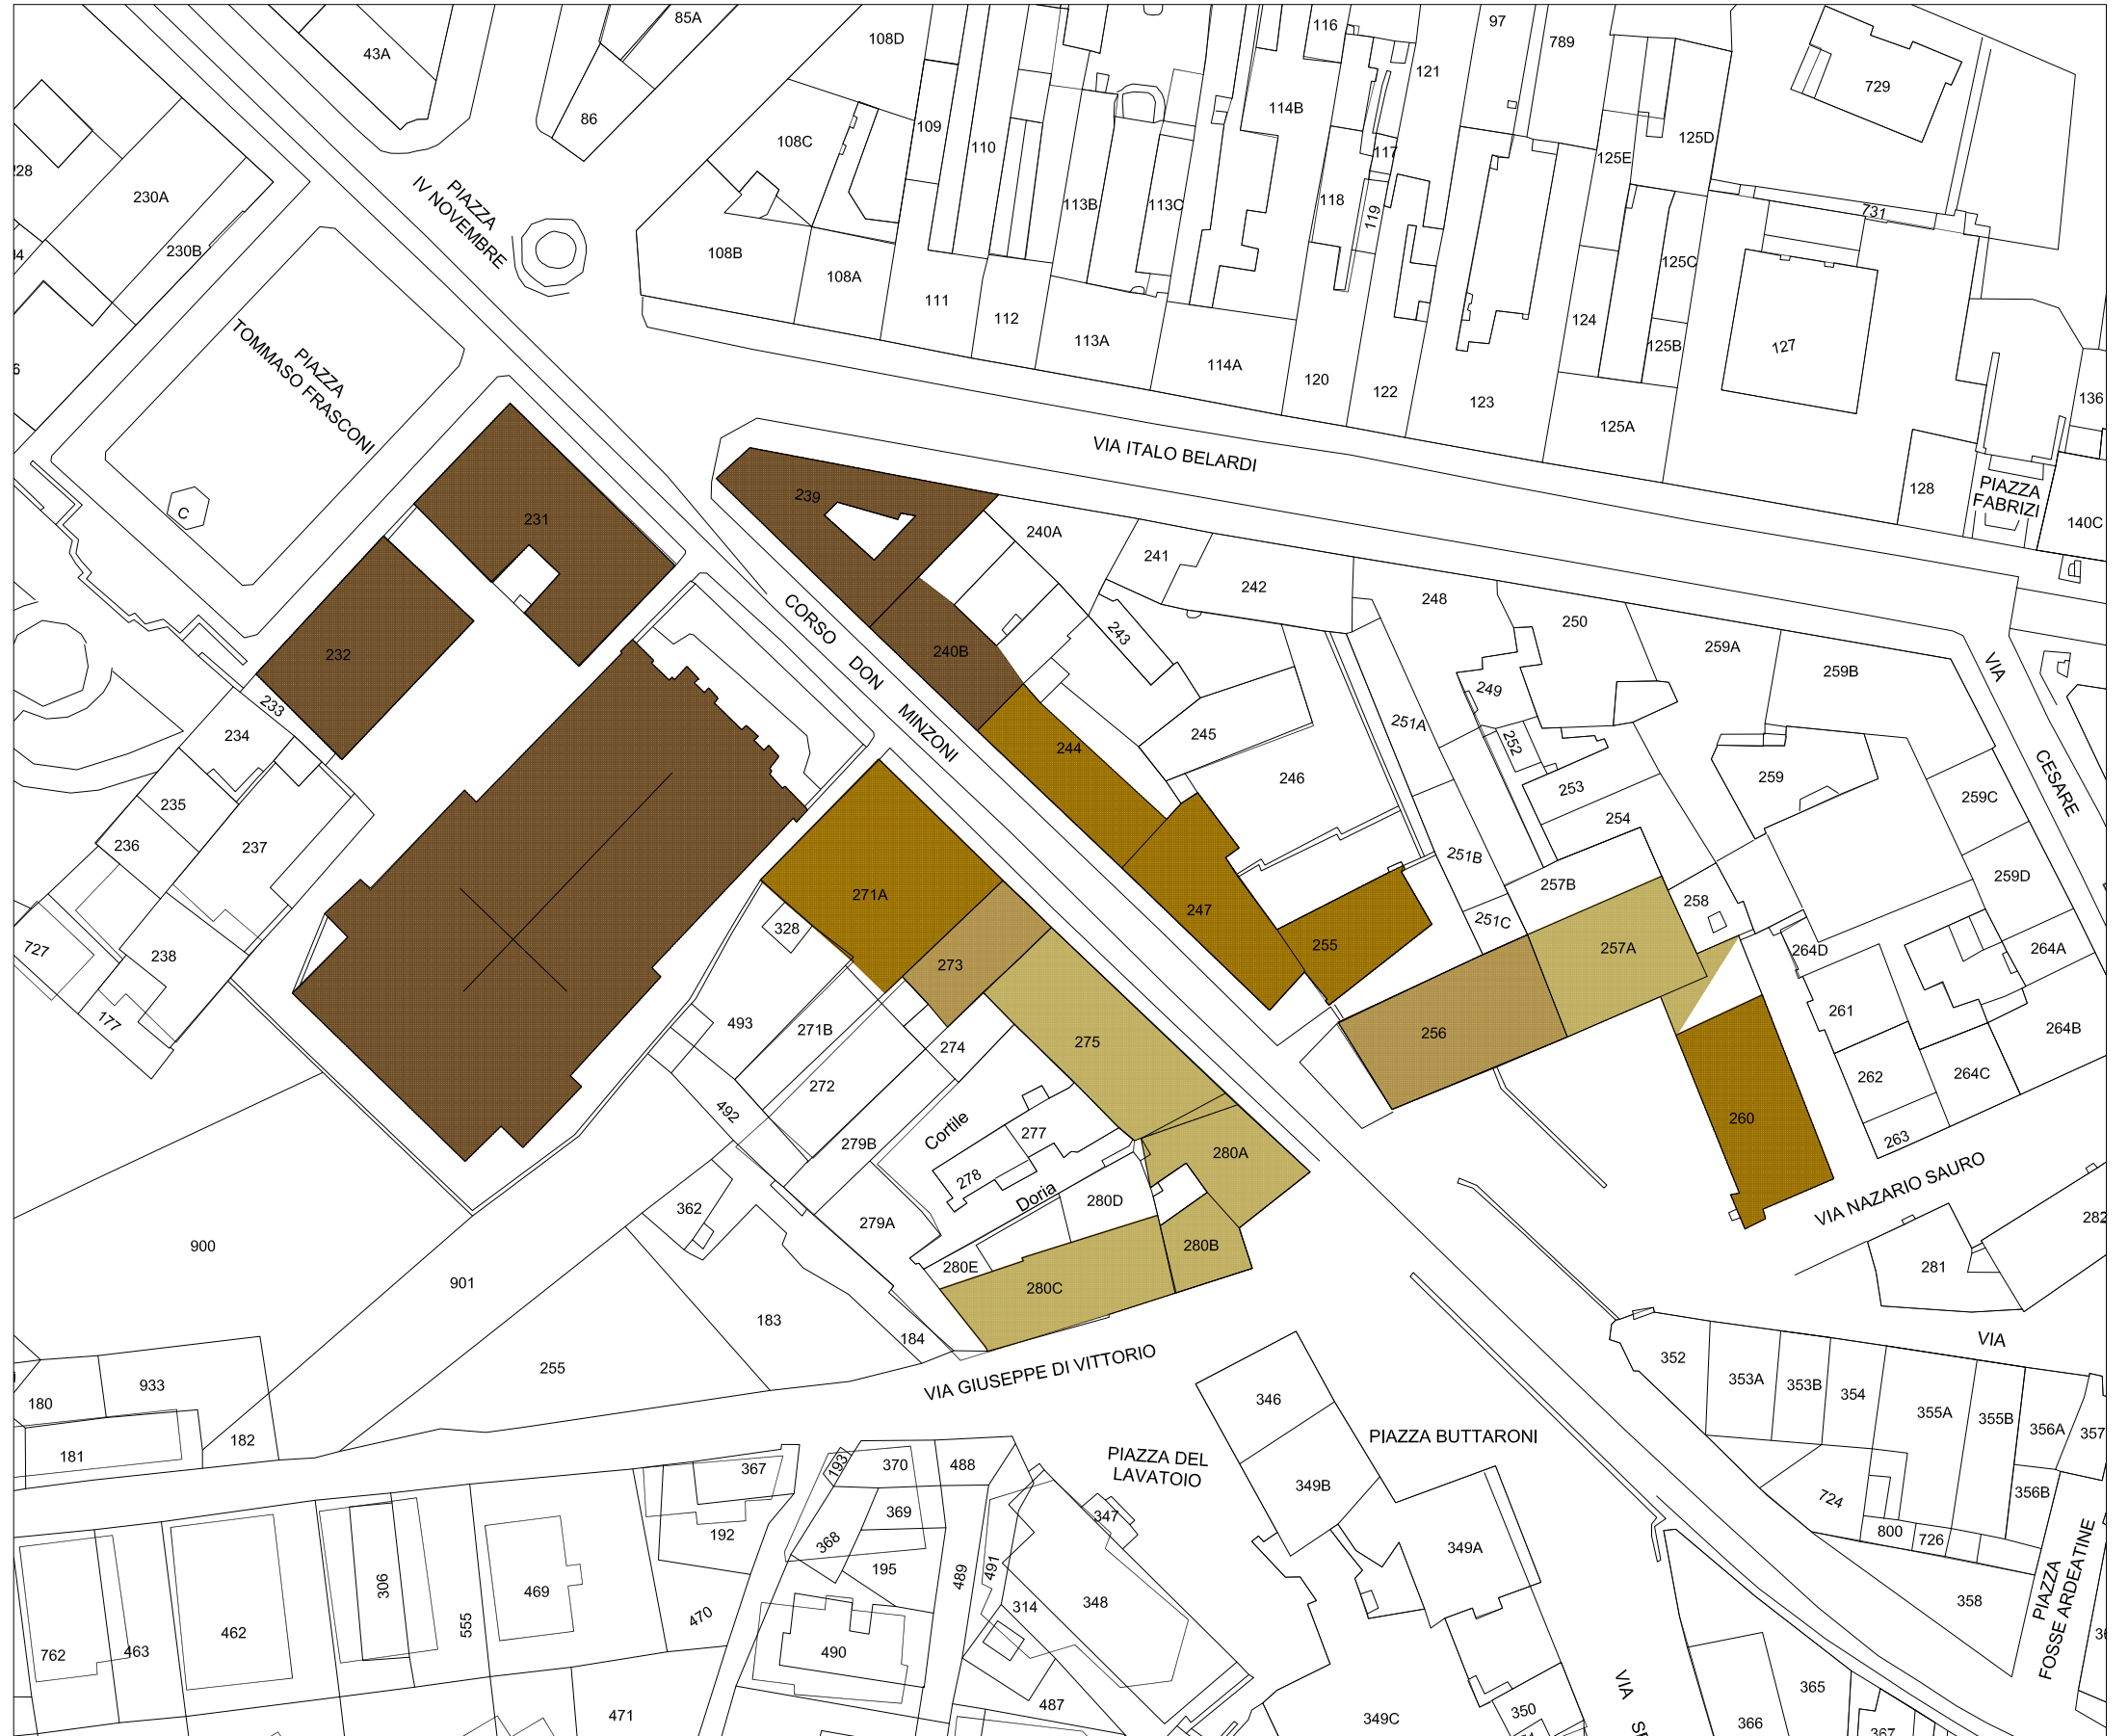 43A
85A
86
108D
108C
109
110
108B
108A
111
112
113B
113C
113A
114B
114A
116
117
118
119
120
121
122
97
789
123
124
125E
125D
125C
125B
125A
729
731
127
128
136
140C
PIAZZA
FABRIZI
PIAZZA
IV NOVEMBRE
230A
230B
PIAZZA
TOMMASO FRASCONI
C
VIA ITALO BELARDI
231
232
233
234
235
236
237
238
727
177
239
240A
240B
241
242
243
244
245
246
247
248
249
250
251A
251B
251C
252
253
254
255
256
257B
257A
258
259A
259B
259
259C
259D
260
261
262
263
264D
264A
264B
264C
CORSO DON MINZONI
VIA CESARE
271A
328
273
493
271B
272
274
275
492
279B
Cortile
277
278
Doria
279A
280A
280B
280C
280D
280E
362
900
901
183
184
255
933
180
181
182
VIA GIUSEPPE DI VITTORIO
VIA NAZARIO SAURO
281
282
VIA
352
353A
353B
354
355A
355B
356A
357
356B
724
800
726
358
PIAZZA
FOSSE ARDEATINE
346
349B
PIAZZA BUTTARONI
PIAZZA DEL
LAVATOIO
347
348
349A
349C
350
365
366
367
VIA
367
192
193
370
488
369
368
195
489
491
314
490
487
470
471
469
555
306
462
463
762